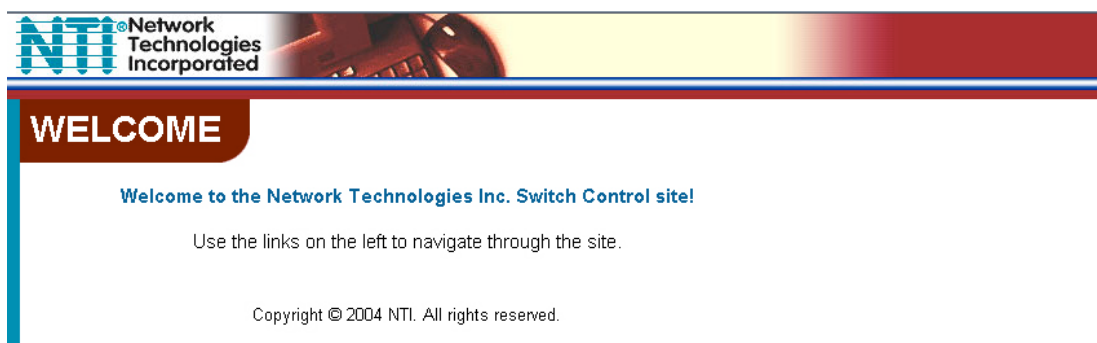 NTI® Network
Technologies
Incorporated
WELCOME
Welcome to the Network Technologies Inc. Switch Control site!
Use the links on the left to navigate through the site.
Copyright © 2004 NTI. All rights reserved.